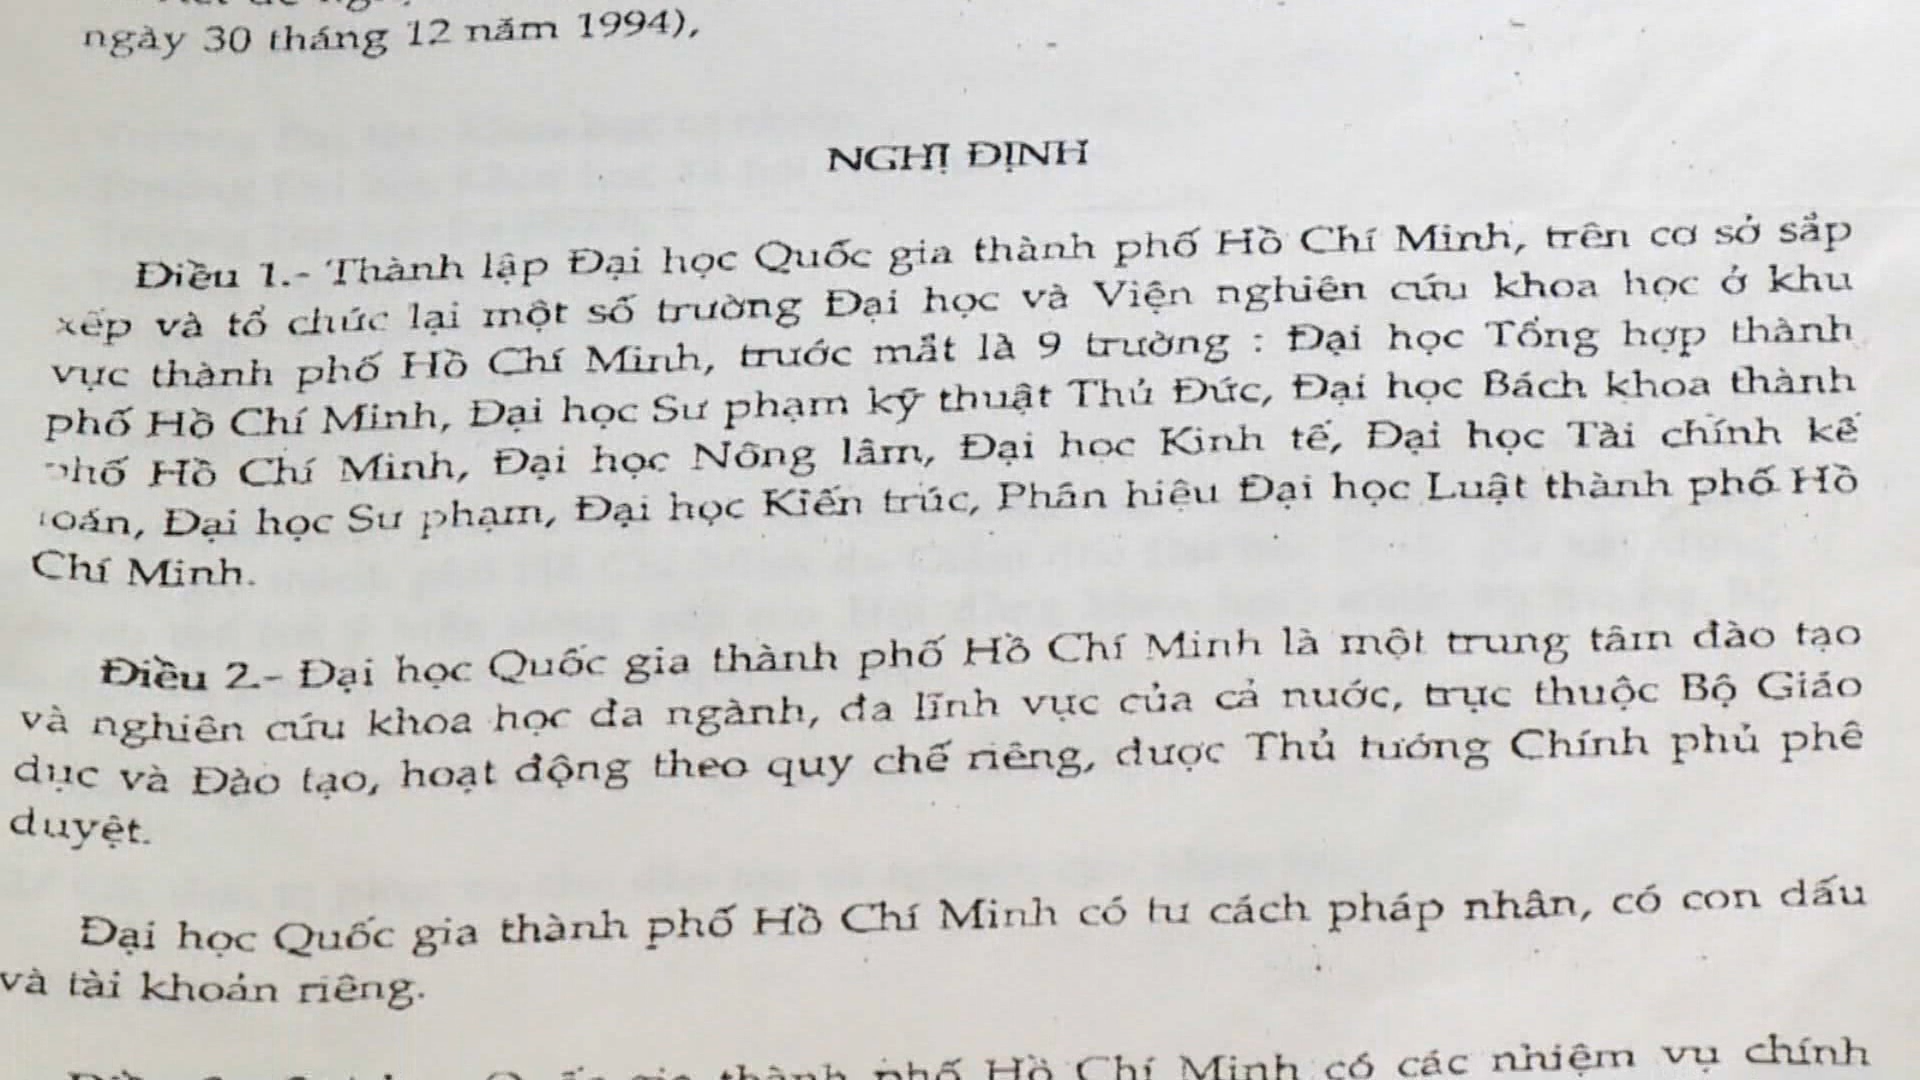 ngày 30 tháng 12 năm 1994),
NGHỊ ĐỊNH
Điều 1.- Thành lập Đại học Quốc gia thành phố Hồ Chí Minh, trên cơ sở sắp
xếp và tổ chức lại một số trường Đại học và Viện nghiên cứu khoa học ở khu
vực thành phố Hồ Chí Minh, trước mắt là 9 trường : Đại học Tổng hợp thành
phố Hồ Chí Minh, Đại học Sư phạm kỹ thuật Thủ Đức, Đại học Bách khoa thành
phố Hồ Chí Minh, Đại học Nông lâm, Đại học Kinh tế, Đại học Tài chính kế
toán, Đại học Sư phạm, Đại học Kiến trúc, Phân hiệu Đại học Luật thành phố Hồ
Chí Minh.
Điều 2.- Đại học Quốc gia thành phố Hồ Chí Minh là một trung tâm đào tạo
và nghiên cứu khoa học đa ngành, đa lĩnh vực của cả nước, trực thuộc Bộ Giáo
dục và Đào tạo, hoạt động theo quy chế riêng, được Thủ tướng Chính phủ phê
duyệt.
Đại học Quốc gia thành phố Hồ Chí Minh có tư cách pháp nhân, có con dấu
và tài khoản riêng.
Quốc gia thành phố Hồ Chí Minh có các nhiệm vụ chính